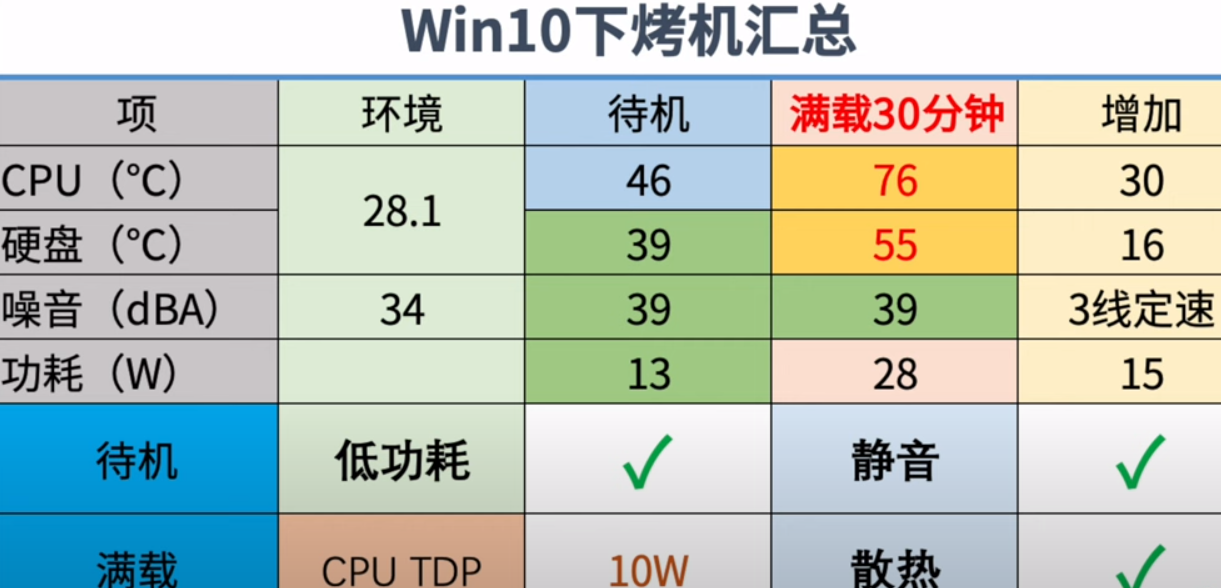 Win10下烤机汇总
项 环境 待机 满载30分钟 增加
CPU（℃） 28.1 46 76 30
硬盘（℃） 39 55 16
噪音（dBA） 34 39 39 3线定速
功耗（W） 13 28 15
待机 低功耗 ✓ 静音 ✓
满载 CPU TDP 10W 散热 ✓